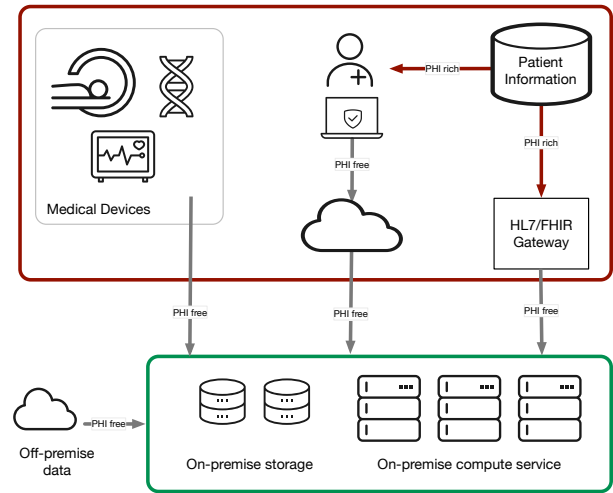 Patient
Information
PHI rich
PHI rich
PHI free
Medical Devices
HL7/FHIR
Gateway
PHI free
PHI free
PHI free
PHI free
Off-premise
data
On-premise storage
On-premise compute service